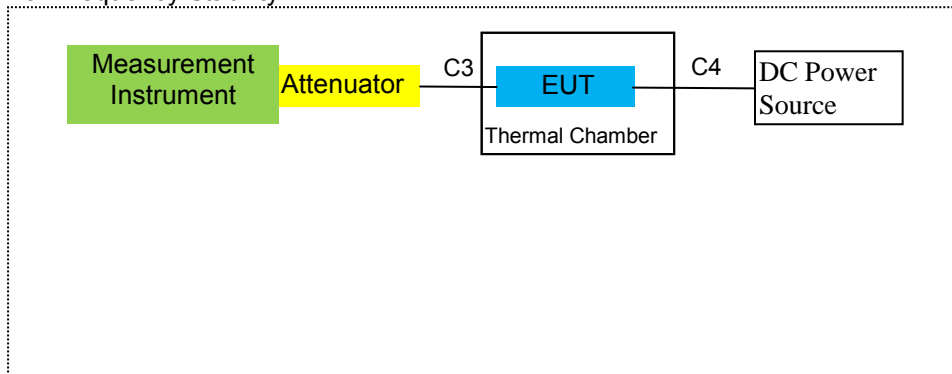 Measurement
Instrument
Attenuator
C3
EUT
C4
DC Power
Source
Thermal Chamber